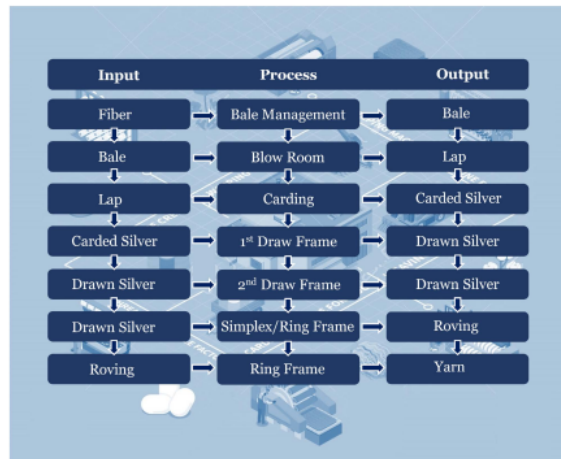 Input Process Output
Fiber Bale Management Bale
Bale Blow Room Lap
Lap Carding Carded Silver
Carded Silver 1st Draw Frame Drawn Silver
Drawn Silver 2nd Draw Frame Drawn Silver
Drawn Silver Simplex/Ring Frame Roving
Roving Ring Frame Yarn